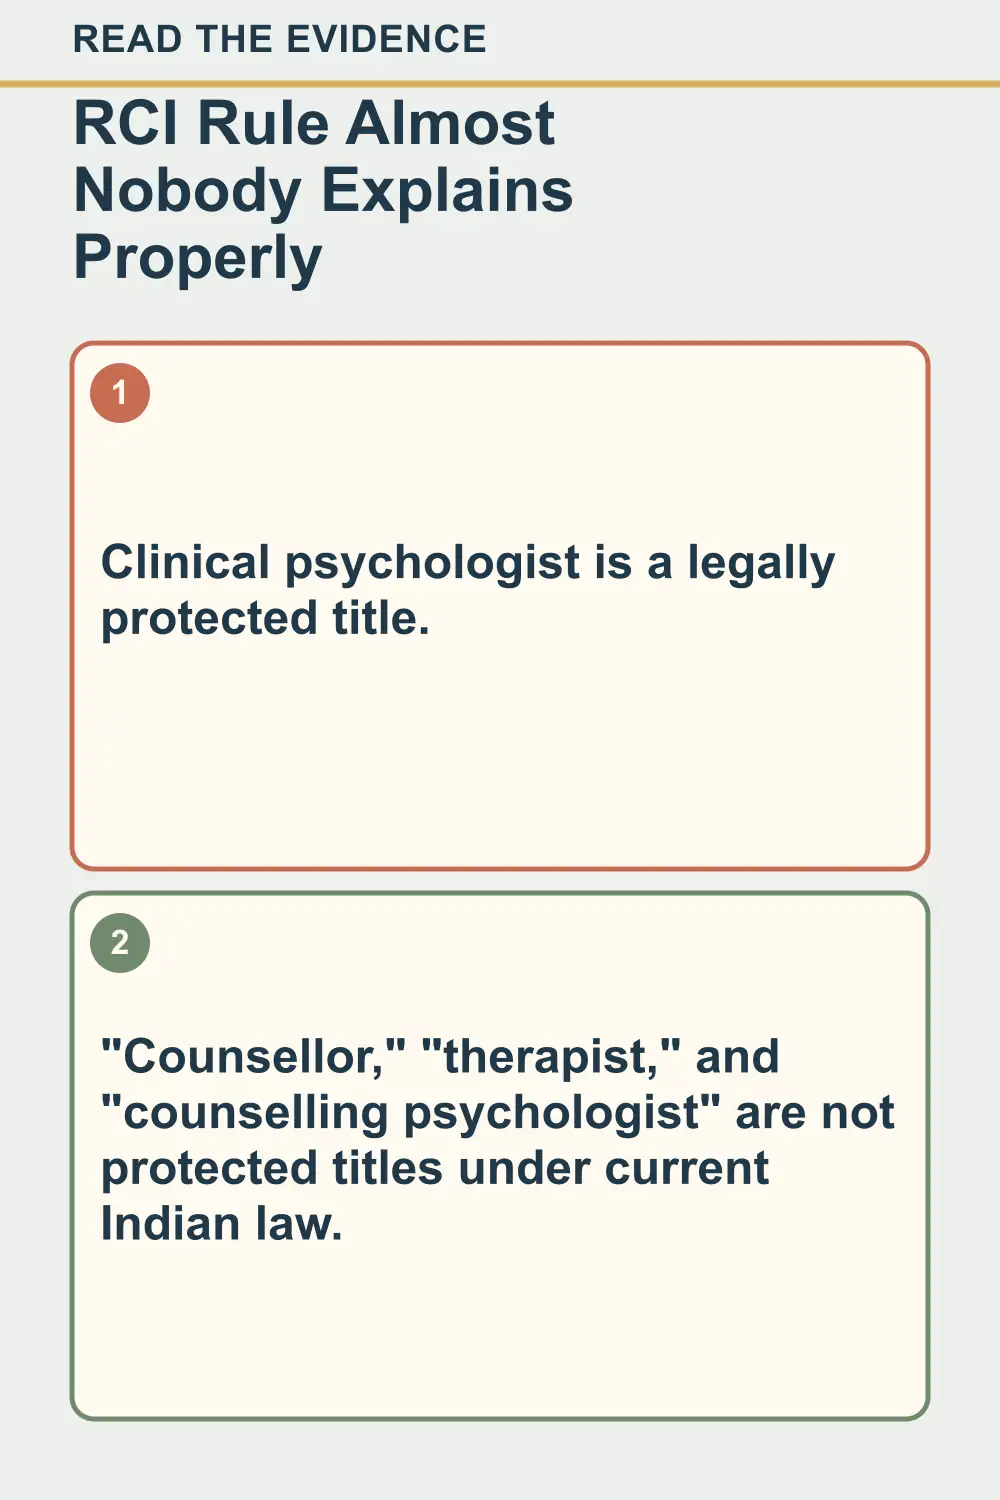 READ THE EVIDENCE
RCI Rule Almost
Nobody Explains
Properly
1
Clinical psychologist is a legally
protected title.
2
"Counsellor," "therapist," and
"counselling psychologist" are not
protected titles under current
Indian law.